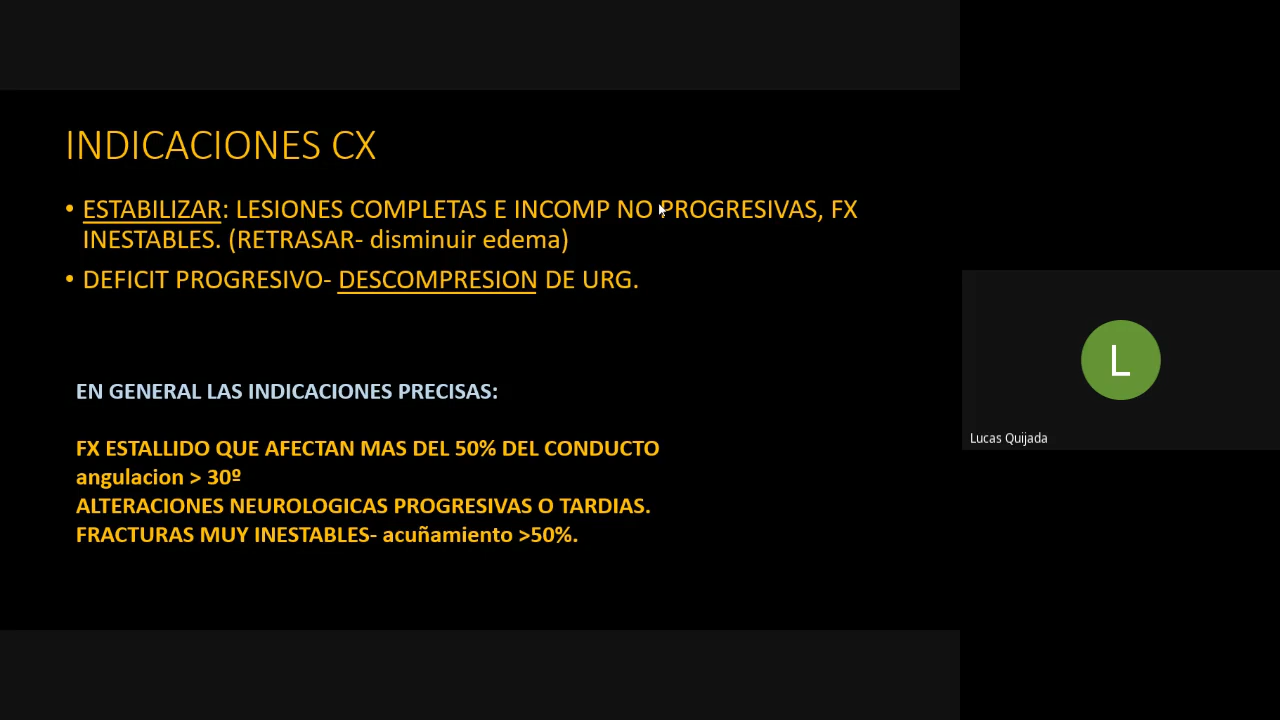 INDICACIONES CX
• ESTABILIZAR: LESIONES COMPLETAS E INCOMP NO PROGRESIVAS, FX
INESTABLES. (RETRASAR- disminuir edema)
• DEFICIT PROGRESIVO- DESCOMPRESION DE URG.
EN GENERAL LAS INDICACIONES PRECISAS:
FX ESTALLIDO QUE AFECTAN MAS DEL 50% DEL CONDUCTO
angulacion > 30º
ALTERACIONES NEUROLOGICAS PROGRESIVAS O TARDIAS.
FRACTURAS MUY INESTABLES- acuñamiento >50%.
L
Lucas Quijada